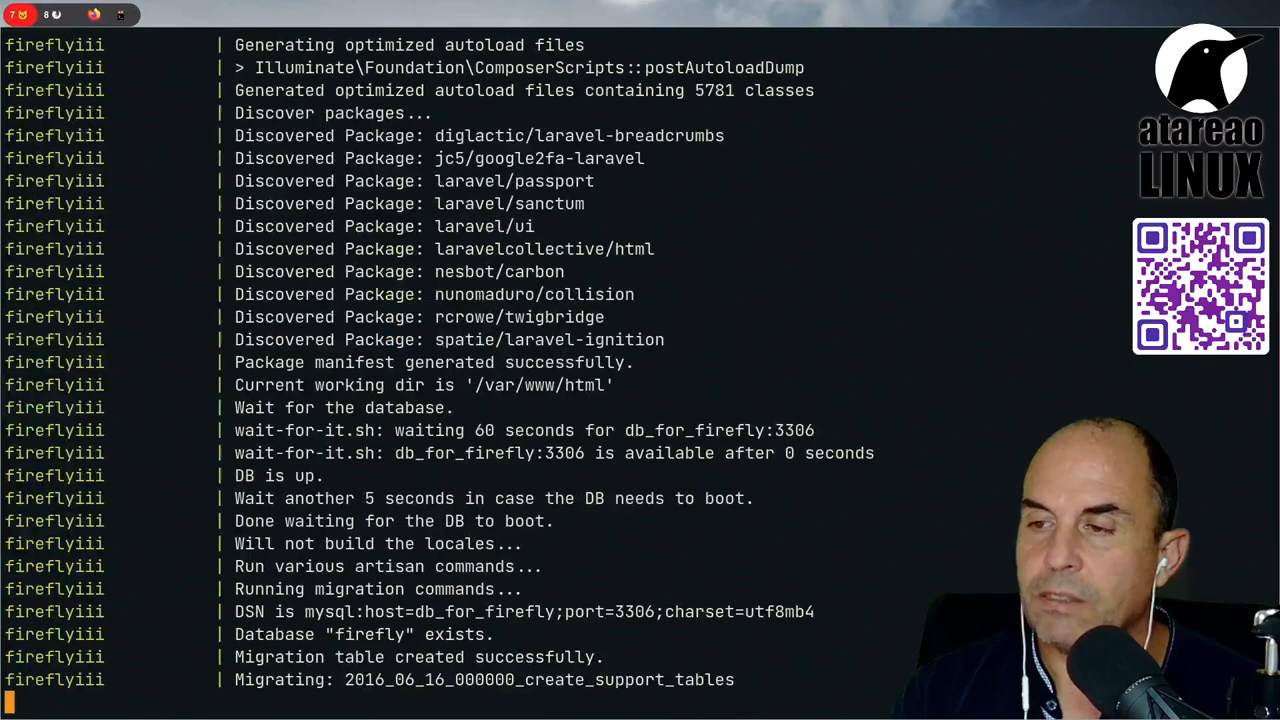 7 8
fireflyiii | Generating optimized autoload files
fireflyiii | > Illuminate\Foundation\ComposerScripts::postAutoloadDump
fireflyiii | Generated optimized autoload files containing 5781 classes
fireflyiii | Discover packages...
fireflyiii | Discovered Package: diglactic/laravel-breadcrumbs
fireflyiii | Discovered Package: jc5/google2fa-laravel
fireflyiii | Discovered Package: laravel/passport
fireflyiii | Discovered Package: laravel/sanctum
fireflyiii | Discovered Package: laravel/ui
fireflyiii | Discovered Package: laravelcollective/html
fireflyiii | Discovered Package: nesbot/carbon
fireflyiii | Discovered Package: nunomaduro/collision
fireflyiii | Discovered Package: rcrowe/twigbridge
fireflyiii | Discovered Package: spatie/laravel-ignition
fireflyiii | Package manifest generated successfully.
fireflyiii | Current working dir is '/var/www/html'
fireflyiii | Wait for the database.
fireflyiii | wait-for-it.sh: waiting 60 seconds for db_for_firefly:3306
fireflyiii | wait-for-it.sh: db_for_firefly:3306 is available after 0 seconds
fireflyiii | DB is up.
fireflyiii | Wait another 5 seconds in case the DB needs to boot.
fireflyiii | Done waiting for the DB to boot.
fireflyiii | Will not build the locales...
fireflyiii | Run various artisan commands...
fireflyiii | Running migration commands...
fireflyiii | DSN is mysql:host=db_for_firefly;port=3306;charset=utf8mb4
fireflyiii | Database "firefly" exists.
fireflyiii | Migration table created successfully.
fireflyiii | Migrating: 2016_06_16_000000_create_support_tables
atareao
LINUX